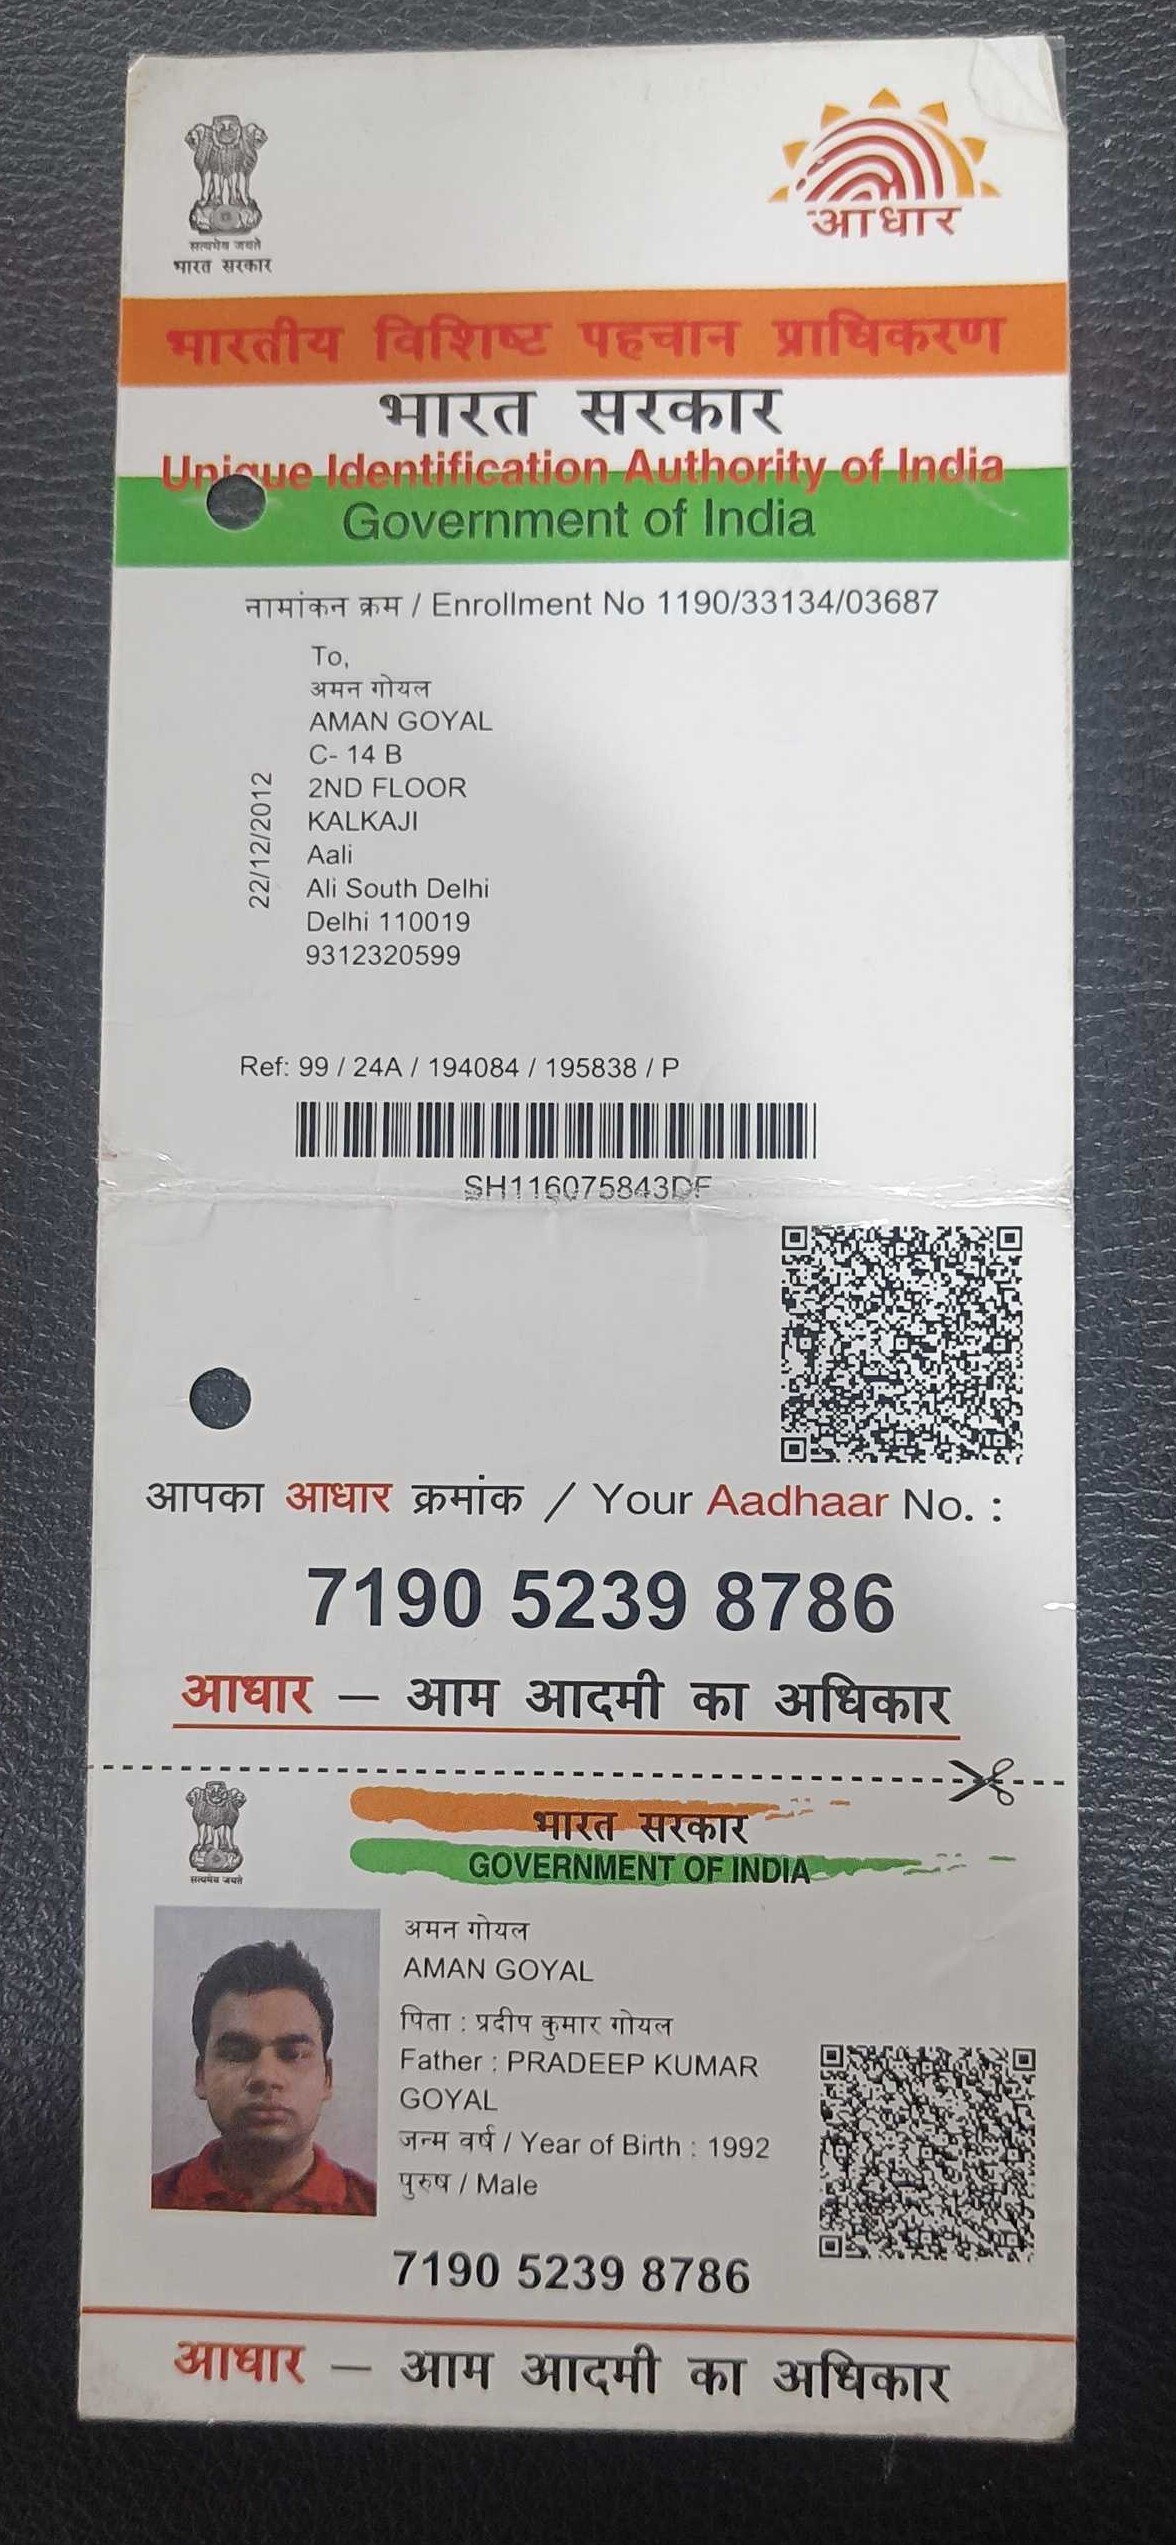 सत्यमेव जयते
भारत सरकार
आधार
भारतीय विशिष्ट पहचान प्राधिकरण
भारत सरकार
Unique Identification Authority of India
Government of India
नामांकन क्रम / Enrollment No 1190/33134/03687
To,
अमन गोयल
AMAN GOYAL
C- 14 B
2ND FLOOR
KALKAJI
Aali
Ali South Delhi
Delhi 110019
9312320599
22/12/2012
Ref: 99 / 24A / 194084 / 195838 / P
SH116075843DF
आपका आधार क्रमांक / Your Aadhaar No. :
7190 5239 8786
आधार — आम आदमी का अधिकार
सत्यमेव जयते
भारत सरकार
GOVERNMENT OF INDIA
अमन गोयल
AMAN GOYAL
पिता : प्रदीप कुमार गोयल
Father : PRADEEP KUMAR
GOYAL
जन्म वर्ष / Year of Birth : 1992
पुरुष / Male
7190 5239 8786
आधार — आम आदमी का अधिकार